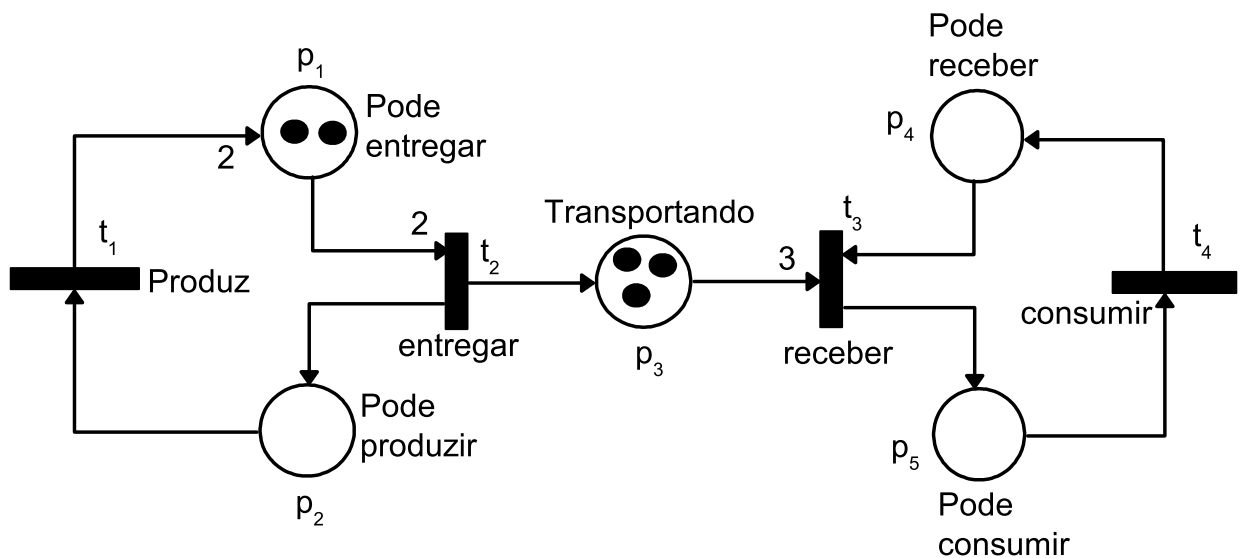 p1
Pode
entregar
2
t1
Produz
2
t2
entregar
Pode
produzir
p2
Transportando
p3
3
t3
receber
Pode
receber
p4
t4
consumir
p5
Pode
consumir